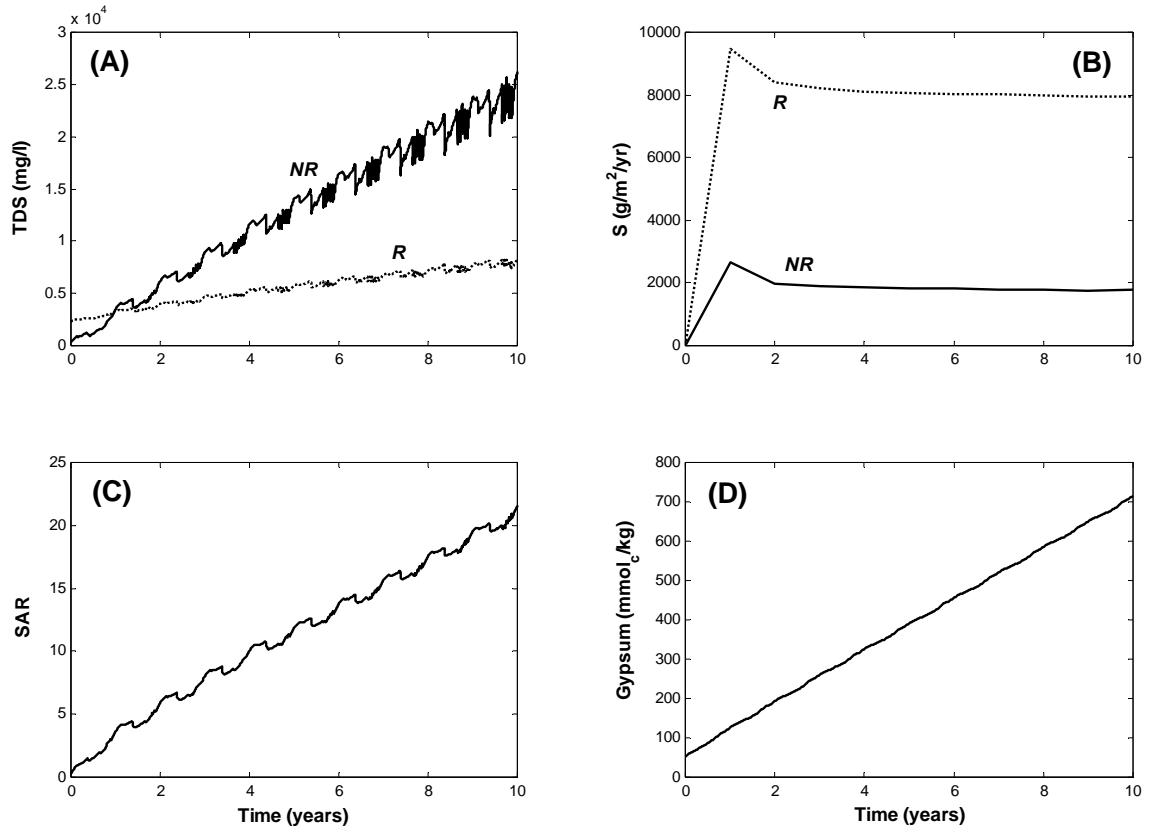 x 10⁴
(A)
TDS (mg/l)
3
2.5
2
1.5
1
0.5
0
NR
R
0 2 4 6 8 10
(B)
S (g/m²/yr)
10000
8000
6000
4000
2000
0
R
NR
0 2 4 6 8 10
(C)
SAR
25
20
15
10
5
0
0 2 4 6 8 10
Time (years)
(D)
Gypsum (mmol_c/kg)
800
700
600
500
400
300
200
100
0
0 2 4 6 8 10
Time (years)